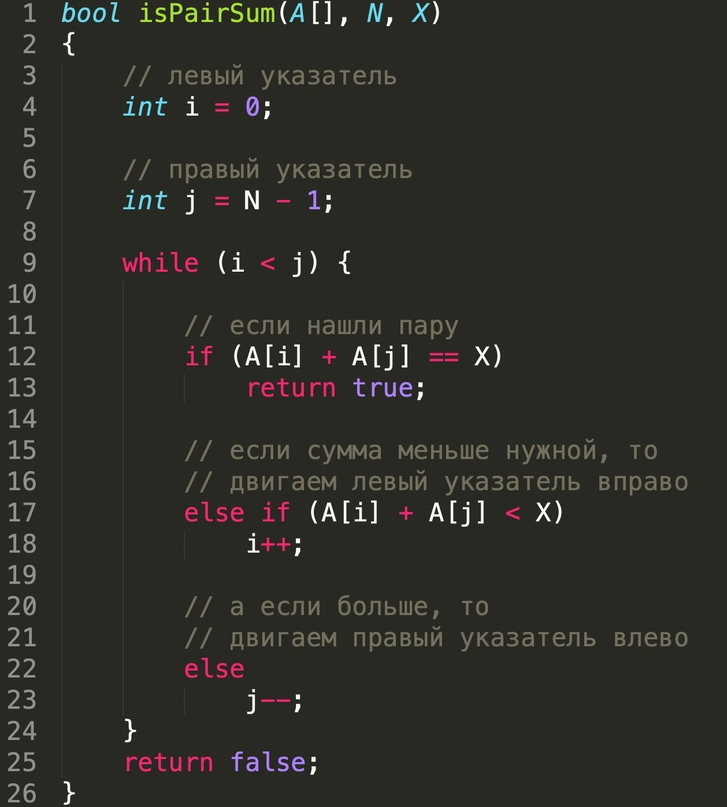 1 bool isPairSum(A[], N, X)
2 {
3     // левый указатель
4     int i = 0;
5
6     // правый указатель
7     int j = N - 1;
8
9     while (i < j) {
10
11         // если нашли пару
12         if (A[i] + A[j] == X)
13             return true;
14
15         // если сумма меньше нужной, то
16         // двигаем левый указатель вправо
17         else if (A[i] + A[j] < X)
18             i++;
19
20         // а если больше, то
21         // двигаем правый указатель влево
22         else
23             j--;
24     }
25     return false;
26 }